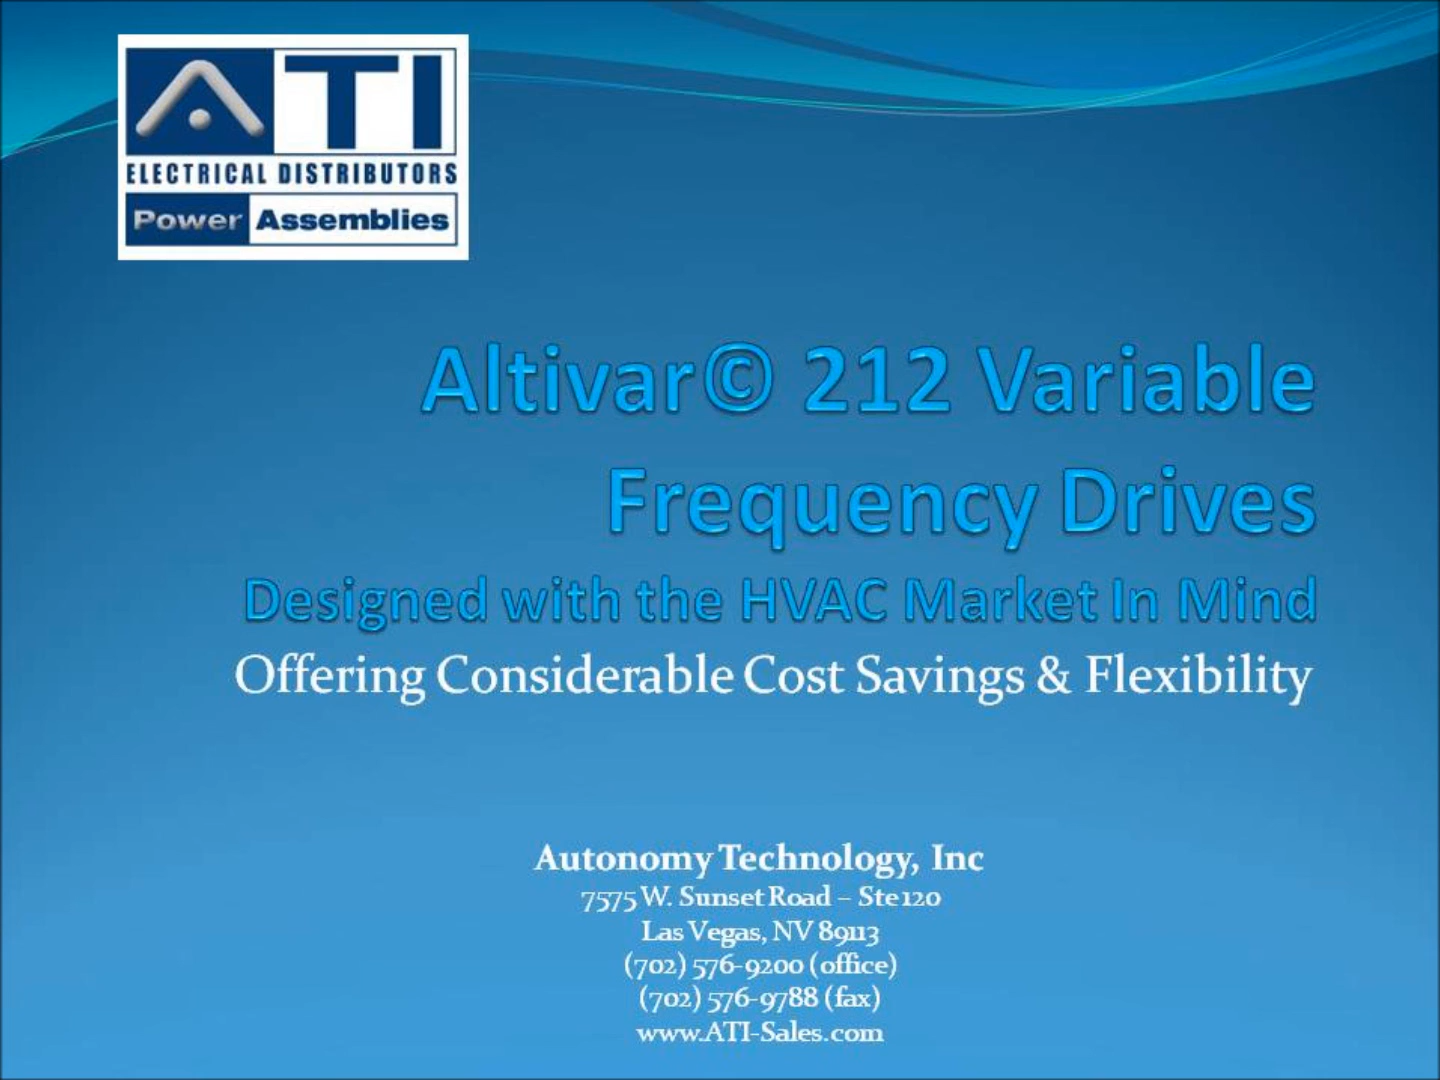 ATI
ELECTRICAL DISTRIBUTORS
Power Assemblies
Altivar© 212 Variable
Frequency Drives
Designed with the HVAC Market In Mind
Offering Considerable Cost Savings & Flexibility
Autonomy Technology, Inc
7575 W. Sunset Road – Ste 120
Las Vegas, NV 89113
(702) 576-9200 (office)
(702) 576-9788 (fax)
www.ATI-Sales.com